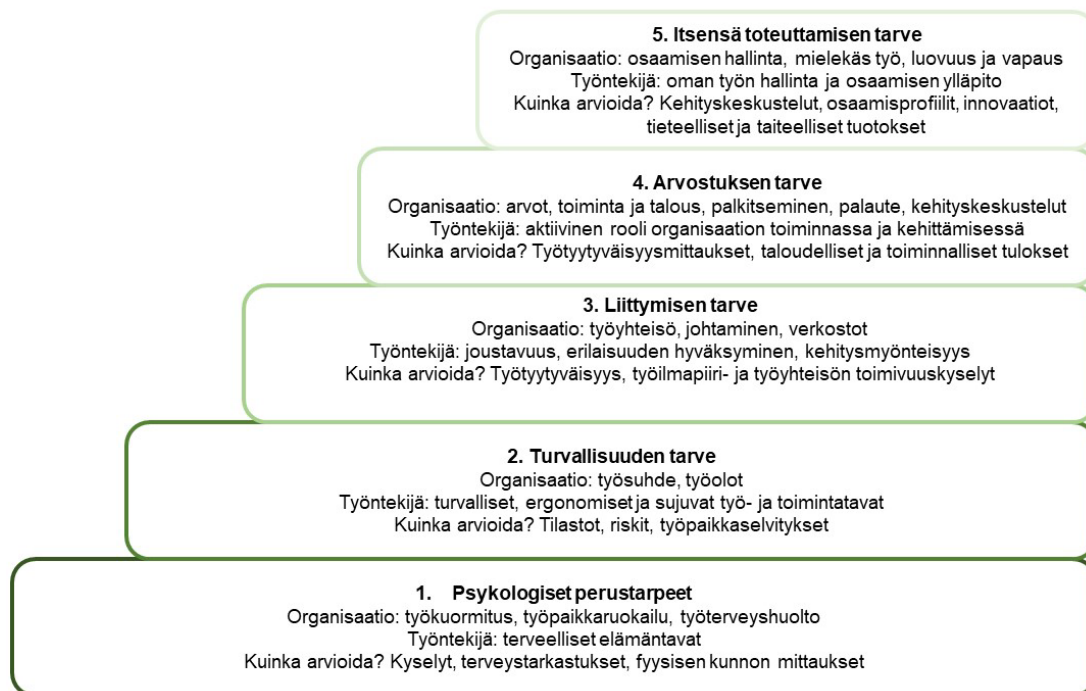 5. Itsensä toteuttamisen tarve
Organisaatio: osaamisen hallinta, mielekäs työ, luovuus ja vapaus
Työntekijä: oman työn hallinta ja osaamisen ylläpito
Kuinka arvioida? Kehityskeskustelut, osaamisprofiilit, innovaatiot,
tieteelliset ja taiteelliset tuotokset
4. Arvostuksen tarve
Organisaatio: arvot, toiminta ja talous, palkitseminen, palaute, kehityskeskustelut
Työntekijä: aktiivinen rooli organisaation toiminnassa ja kehittämisessä
Kuinka arvioida? Työtyytyväisyysmittaukset, taloudelliset ja toiminnalliset tulokset
3. Liittymisen tarve
Organisaatio: työyhteisö, johtaminen, verkostot
Työntekijä: joustavuus, erilaisuuden hyväksyminen, kehitysmyönteisyys
Kuinka arvioida? Työtyytyväisyys, työilmapiiri- ja työyhteisön toimivuuskyselyt
2. Turvallisuuden tarve
Organisaatio: työsuhde, työolot
Työntekijä: turvalliset, ergonomiset ja sujuvat työ- ja toimintatavat
Kuinka arvioida? Tilastot, riskit, työpaikkaselvitykset
1. Psykologiset perustarpeet
Organisaatio: työkuormitus, työpaikkaruokailu, työterveyshuolto
Työntekijä: terveelliset elämäntavat
Kuinka arvioida? Kyselyt, terveystarkastukset, fyysisen kunnon mittaukset